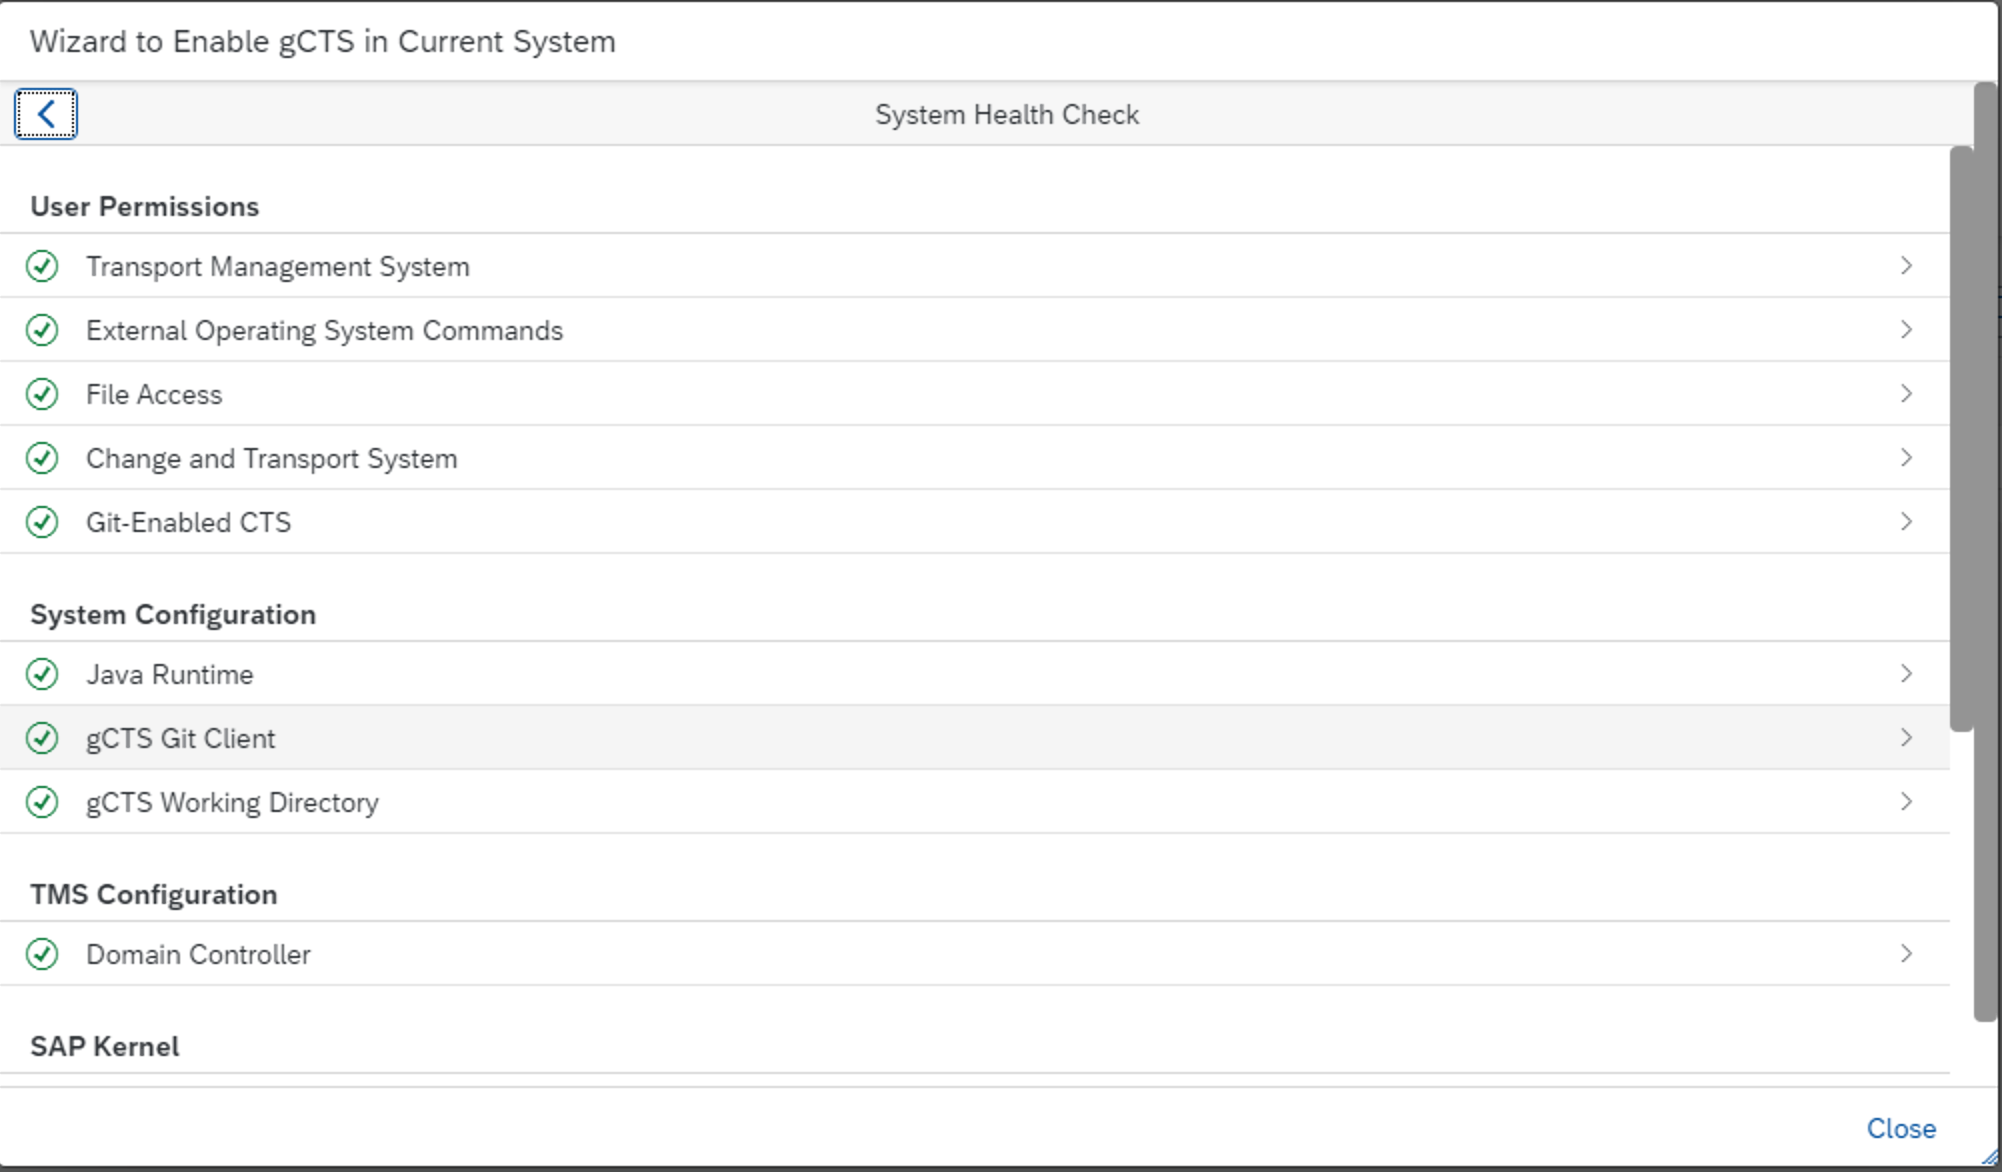 Wizard to Enable gCTS in Current System
System Health Check
User Permissions
Transport Management System
External Operating System Commands
File Access
Change and Transport System
Git-Enabled CTS
System Configuration
Java Runtime
gCTS Git Client
gCTS Working Directory
TMS Configuration
Domain Controller
SAP Kernel
Close